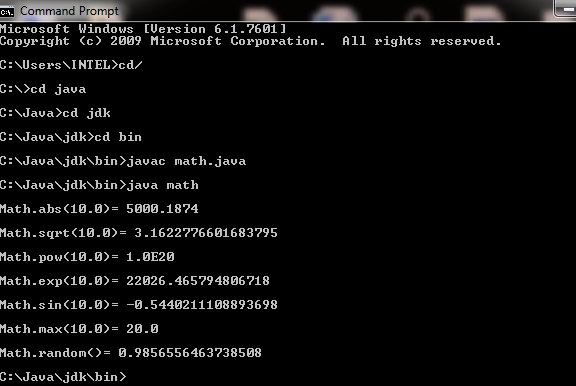 Command Prompt
Microsoft Windows [Version 6.1.7601]
Copyright (c) 2009 Microsoft Corporation.  All rights reserved.
C:\Users\INTEL>cd/
C:\>cd java
C:\Java>cd jdk
C:\Java\jdk>cd bin
C:\Java\jdk\bin>javac math.java
C:\Java\jdk\bin>java math
Math.abs(10.0)= 5000.1874
Math.sqrt(10.0)= 3.1622776601683795
Math.pow(10.0)= 1.0E20
Math.exp(10.0)= 22026.465794806718
Math.sin(10.0)= -0.5440211108893698
Math.max(10.0)= 20.0
Math.random()= 0.9856556463738508
C:\Java\jdk\bin>